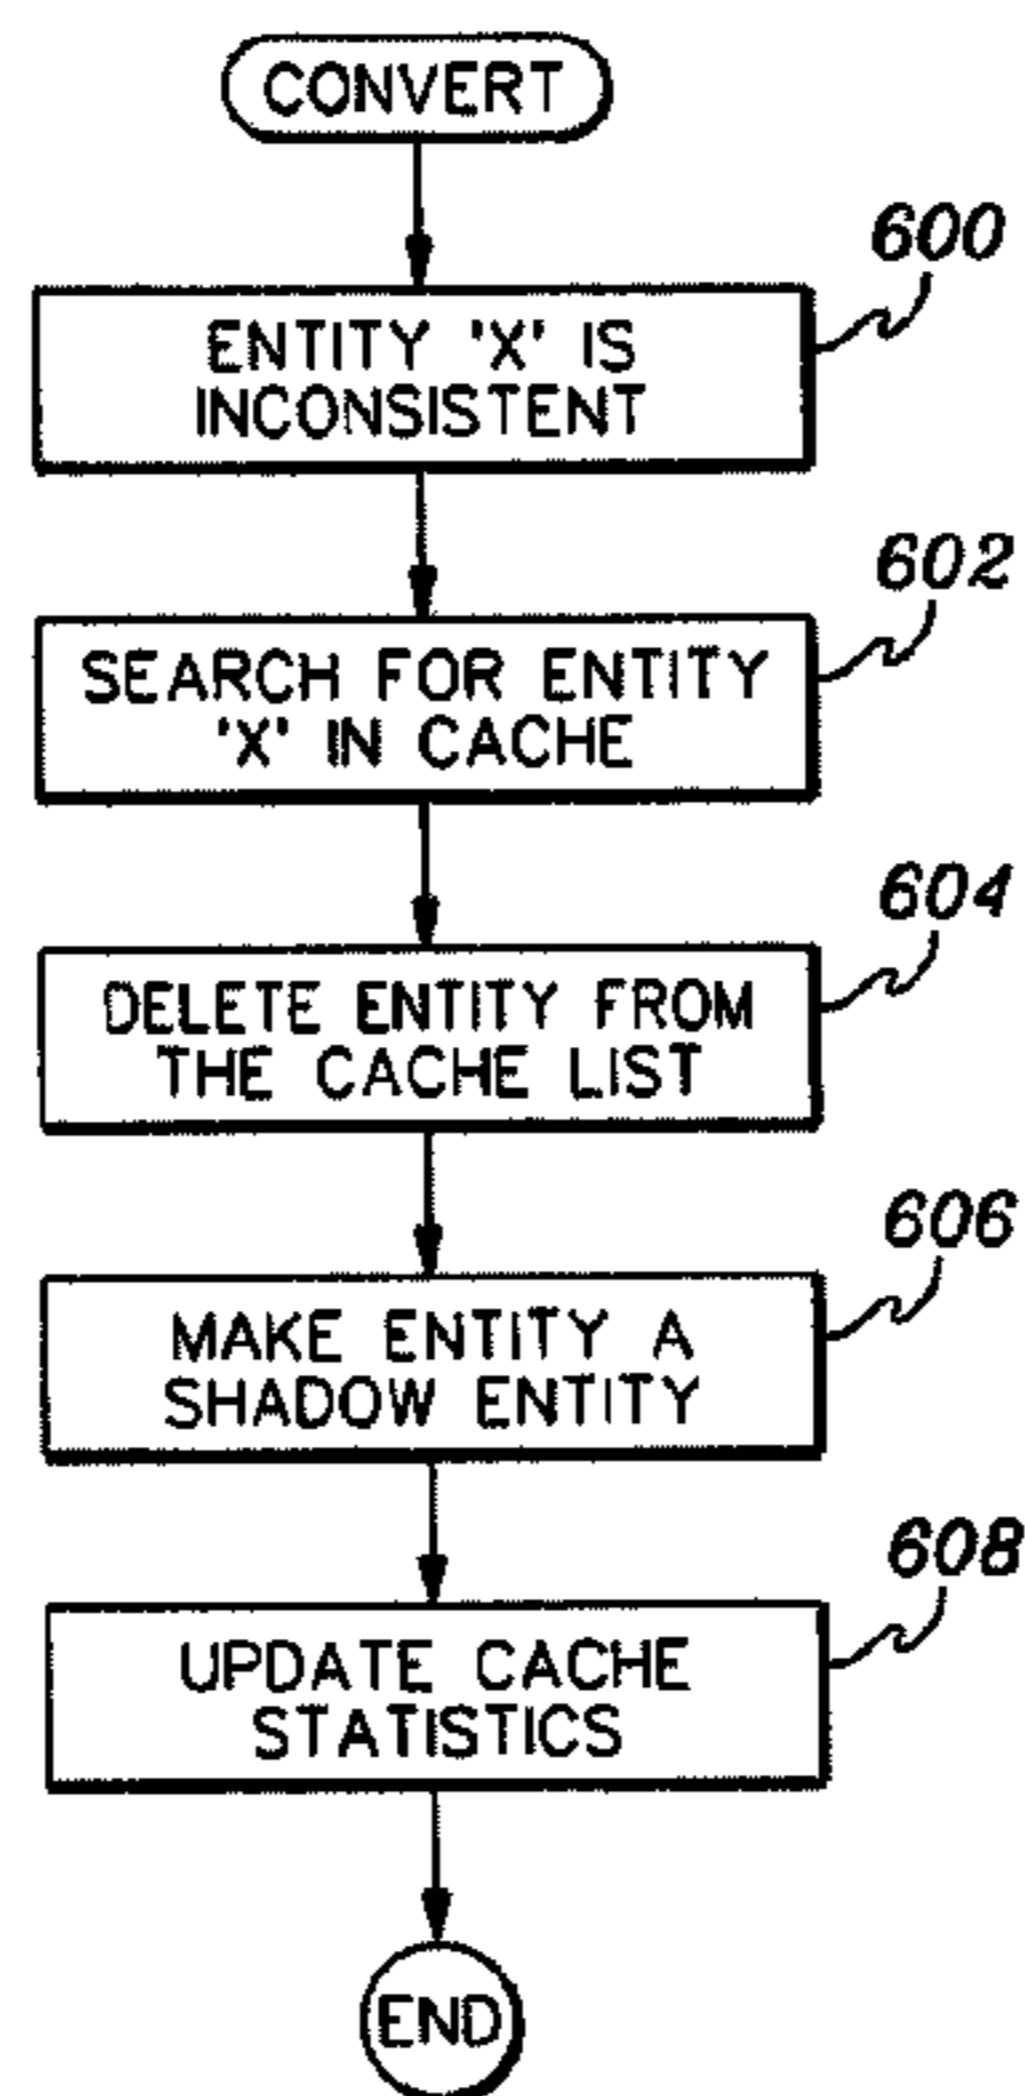 CONVERT
600
ENTITY 'X' IS
INCONSISTENT
602
SEARCH FOR ENTITY
'X' IN CACHE
604
DELETE ENTITY FROM
THE CACHE LIST
606
MAKE ENTITY A
SHADOW ENTITY
608
UPDATE CACHE
STATISTICS
END